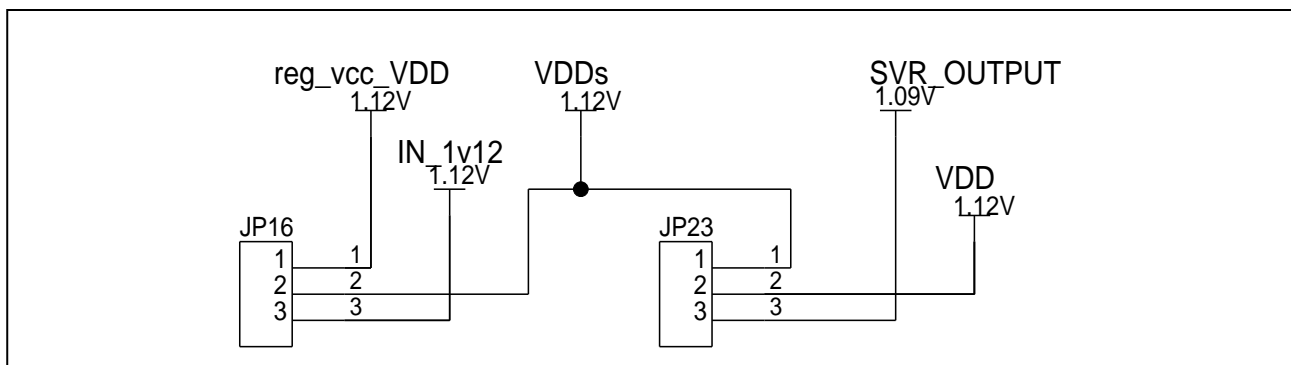 reg_vcc_VDD
1.12V
VDDs
1.12V
SVR_OUTPUT
1.09V
IN_1v12
1.12V
VDD
1.12V
JP16
1 1
2 2
3 3
JP23
1 1
2 2
3 3